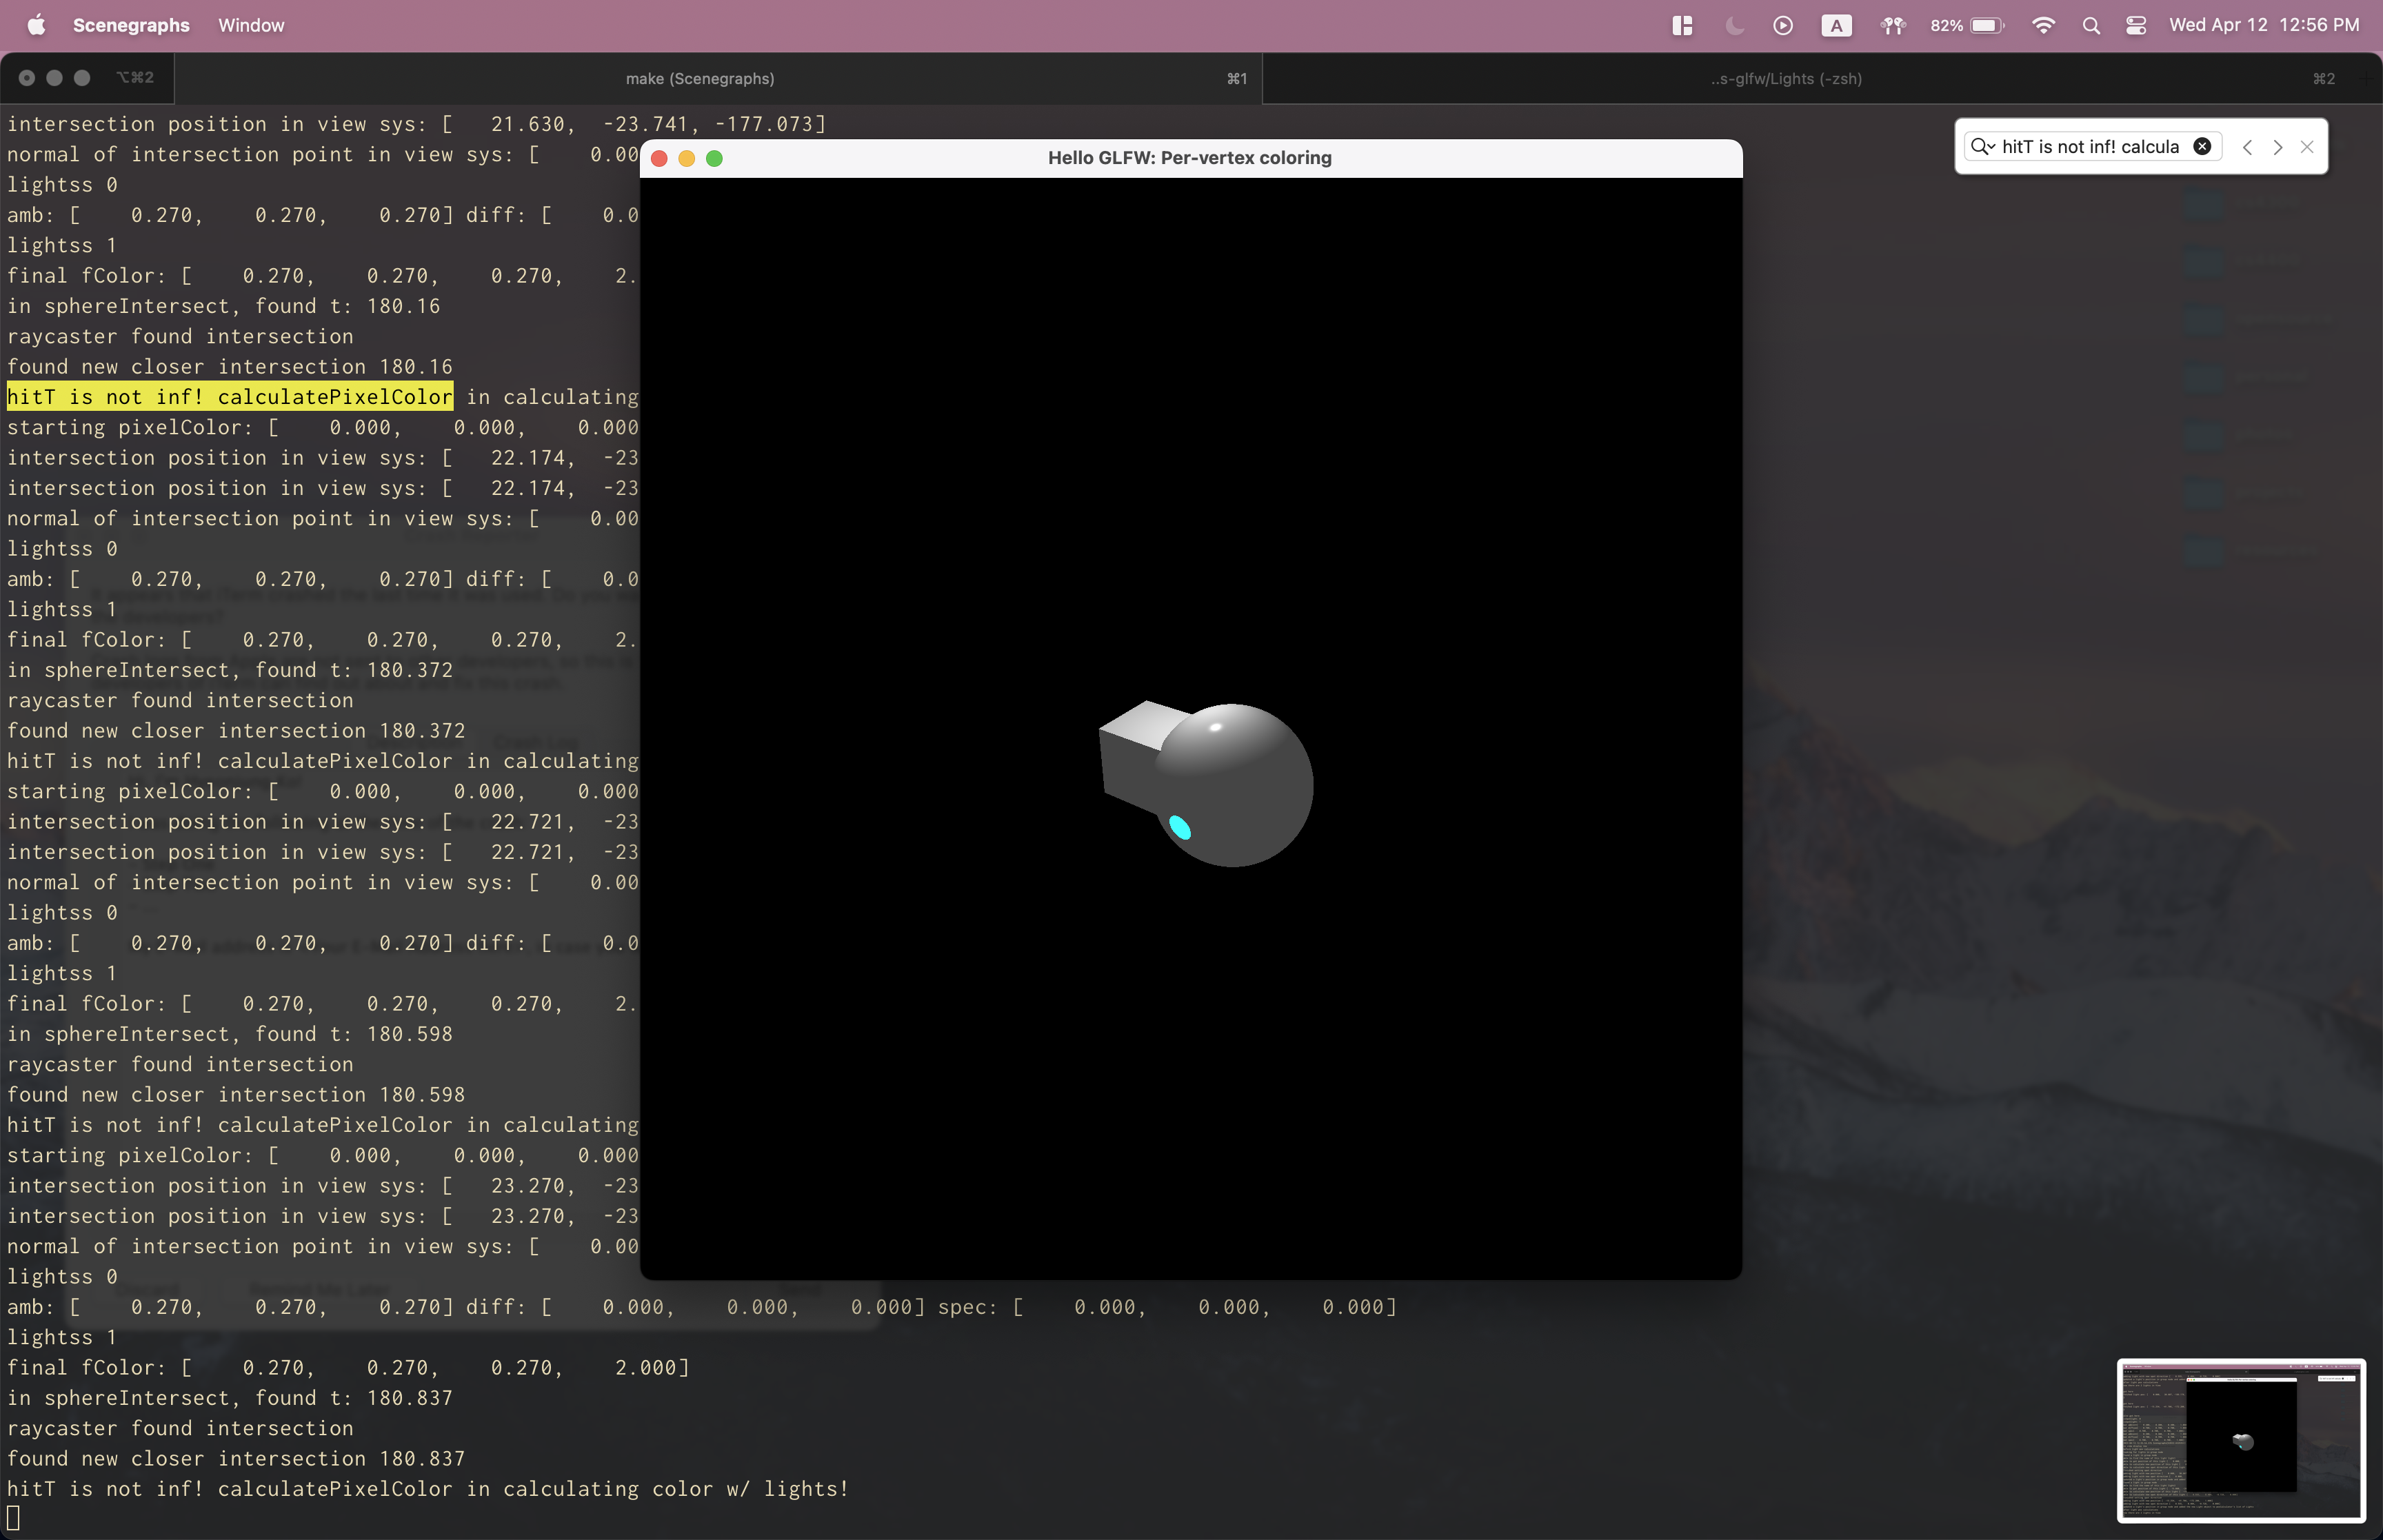 Scenegraphs Window
A 82% Wed Apr 12 12:56 PM
⌥⌘2 make (Scenegraphs) ⌘1 ..s-glfw/Lights (-zsh) ⌘2
hitT is not inf! calcula
Hello GLFW: Per-vertex coloring
intersection position in view sys: [ 21.630, -23.741, -177.073]
normal of intersection point in view sys: [ 0.00
lightss 0
amb: [ 0.270, 0.270, 0.270] diff: [ 0.0
lightss 1
final fColor: [ 0.270, 0.270, 0.270, 2.
in sphereIntersect, found t: 180.16
raycaster found intersection
found new closer intersection 180.16
hitT is not inf! calculatePixelColor in calculating
starting pixelColor: [ 0.000, 0.000, 0.000
intersection position in view sys: [ 22.174, -23
intersection position in view sys: [ 22.174, -23
normal of intersection point in view sys: [ 0.00
lightss 0
amb: [ 0.270, 0.270, 0.270] diff: [ 0.0
lightss 1
final fColor: [ 0.270, 0.270, 0.270, 2.
in sphereIntersect, found t: 180.372
raycaster found intersection
found new closer intersection 180.372
hitT is not inf! calculatePixelColor in calculating
starting pixelColor: [ 0.000, 0.000, 0.000
intersection position in view sys: [ 22.721, -23
intersection position in view sys: [ 22.721, -23
normal of intersection point in view sys: [ 0.00
lightss 0
amb: [ 0.270, 0.270, 0.270] diff: [ 0.0
lightss 1
final fColor: [ 0.270, 0.270, 0.270, 2.
in sphereIntersect, found t: 180.598
raycaster found intersection
found new closer intersection 180.598
hitT is not inf! calculatePixelColor in calculating
starting pixelColor: [ 0.000, 0.000, 0.000
intersection position in view sys: [ 23.270, -23
intersection position in view sys: [ 23.270, -23
normal of intersection point in view sys: [ 0.00
lightss 0
amb: [ 0.270, 0.270, 0.270] diff: [ 0.000, 0.000, 0.000] spec: [ 0.000, 0.000, 0.000]
lightss 1
final fColor: [ 0.270, 0.270, 0.270, 2.000]
in sphereIntersect, found t: 180.837
raycaster found intersection
found new closer intersection 180.837
hitT is not inf! calculatePixelColor in calculating color w/ lights!